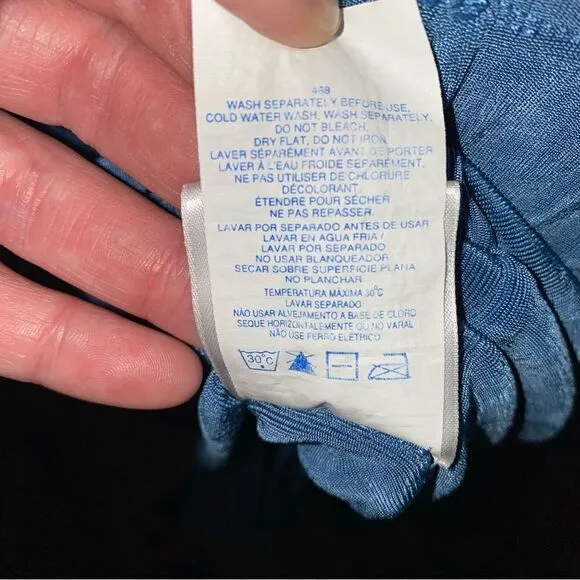 468
WASH SEPARATELY BEFORE USE.
COLD WATER WASH, WASH SEPARATELY.
DO NOT BLEACH.
DRY FLAT, DO NOT IRON.
LAVER SÉPARÉMENT AVANT DE PORTER
LAVER À L'EAU FROIDE SEPARÉMENT.
NE PAS UTILISER DE CHLORURE
DÉCOLORANT.
ÉTENDRE POUR SÉCHER
NE PAS REPASSER.
LAVAR POR SEPARADO ANTES DE USAR
LAVAR EN AGUA FRIA /
LAVAR POR SEPARADO
NO USAR BLANQUEADOR
SECAR SOBRE SUPERFICIE PLANA
NO PLANCHAR
TEMPERATURA MÁXIMA 30°C
LAVAR SEPARADO
NÃO USAR ALVEJAMENTO A BASE DE CLORO
SEQUE HORIZONTALEMENTE OU NO VARAL
NÃO USE FERRO ELÉTRICO
30°C